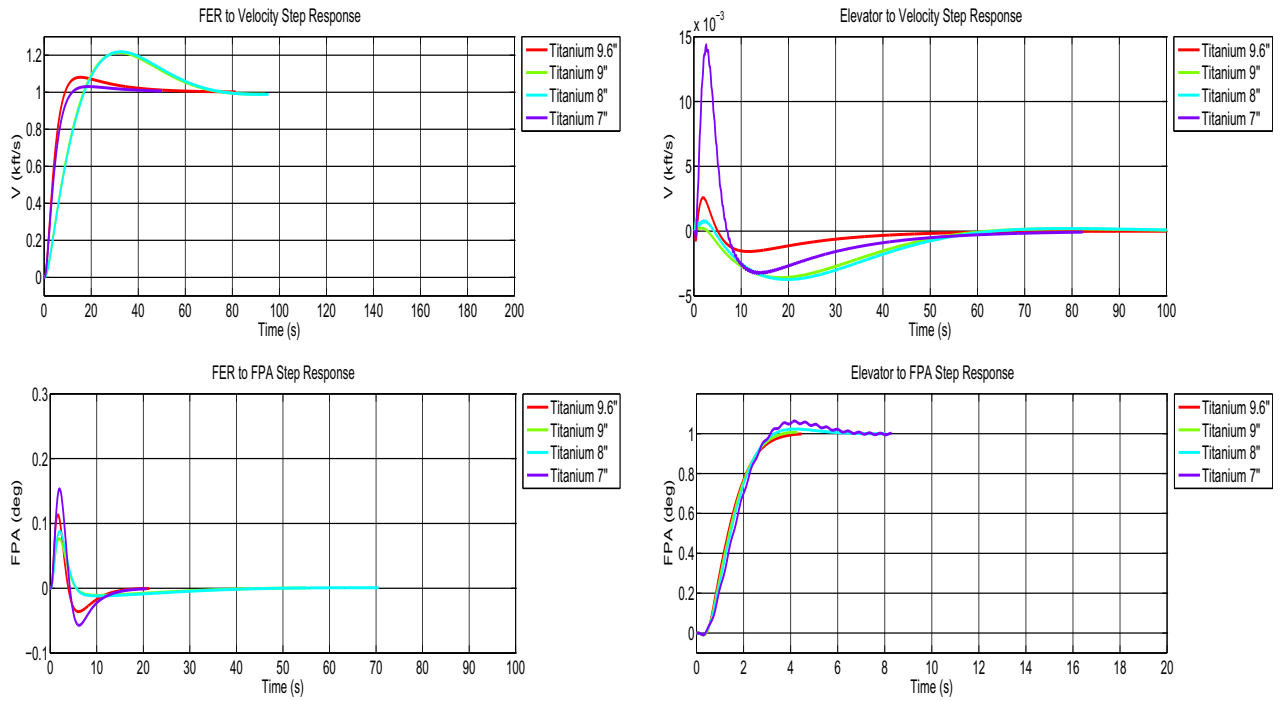 FER to Velocity Step Response
V (kft/s)
1.2
1
0.8
0.6
0.4
0.2
0
0 20 40 60 80 100 120 140 160 180 200
Time (s)
Titanium 9.6"
Titanium 9"
Titanium 8"
Titanium 7"
Elevator to Velocity Step Response
x 10⁻³
V (kft/s)
15
10
5
0
−5
0 10 20 30 40 50 60 70 80 90 100
Time (s)
Titanium 9.6"
Titanium 9"
Titanium 8"
Titanium 7"
FER to FPA Step Response
FPA (deg)
0.3
0.2
0.1
0
−0.1
0 10 20 30 40 50 60 70 80 90 100
Time (s)
Titanium 9.6"
Titanium 9"
Titanium 8"
Titanium 7"
Elevator to FPA Step Response
FPA (deg)
1
0.8
0.6
0.4
0.2
0
0 2 4 6 8 10 12 14 16 18 20
Time (s)
Titanium 9.6"
Titanium 9"
Titanium 8"
Titanium 7"